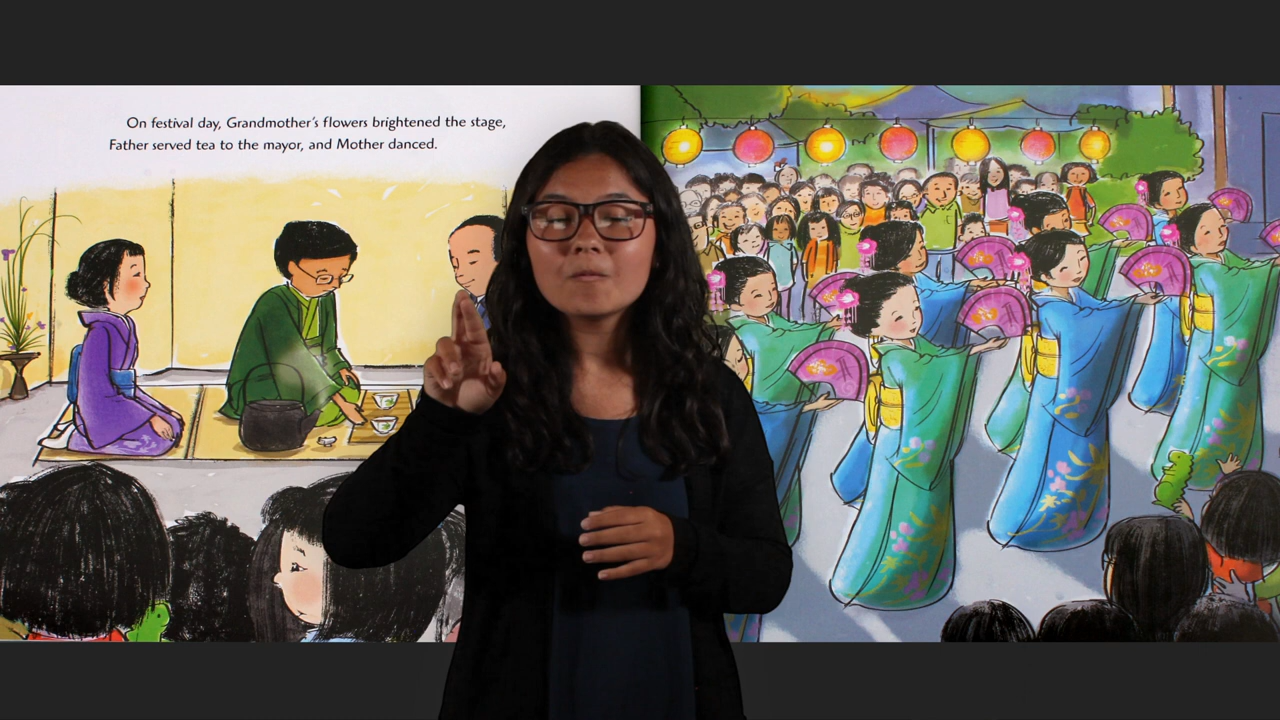 On festival day, Grandmother's flowers brightened the stage,
Father served tea to the mayor, and Mother danced.